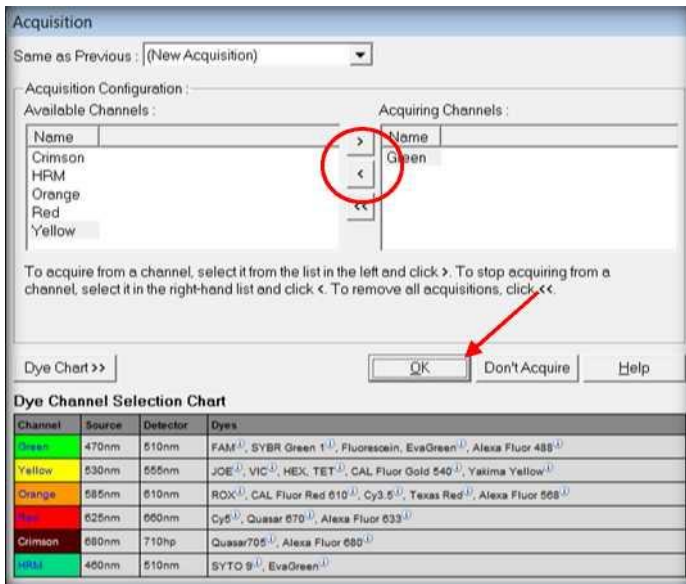 Acquisition
Same as Previous : (New Acquisition)
Acquisition Configuration :
Available Channels :
Acquiring Channels :
Name
Crimson
HRM
Orange
Red
Yellow
>
<
<<
Name
Green
To acquire from a channel, select it from the list in the left and click >. To stop acquiring from a
channel, select it in the right-hand list and click <. To remove all acquisitions, click <<.
Dye Chart >> OK Don't Acquire Help
Dye Channel Selection Chart
Channel Source Detector Dyes
Green 470nm 510nm FAM, SYBR Green 1, Fluorescein, EvaGreen, Alexa Fluor 488
Yellow 530nm 555nm JOE, VIC, HEX, TET, CAL Fluor Gold 540, Yakima Yellow
Orange 585nm 610nm ROX, CAL Fluor Red 610, Cy3.5, Texas Red, Alexa Fluor 568
Red 625nm 660nm Cy5, Quasar 670, Alexa Fluor 633
Crimson 680nm 710hp Quasar705, Alexa Fluor 680
HRM 460nm 510nm SYTO 9, EvaGreen